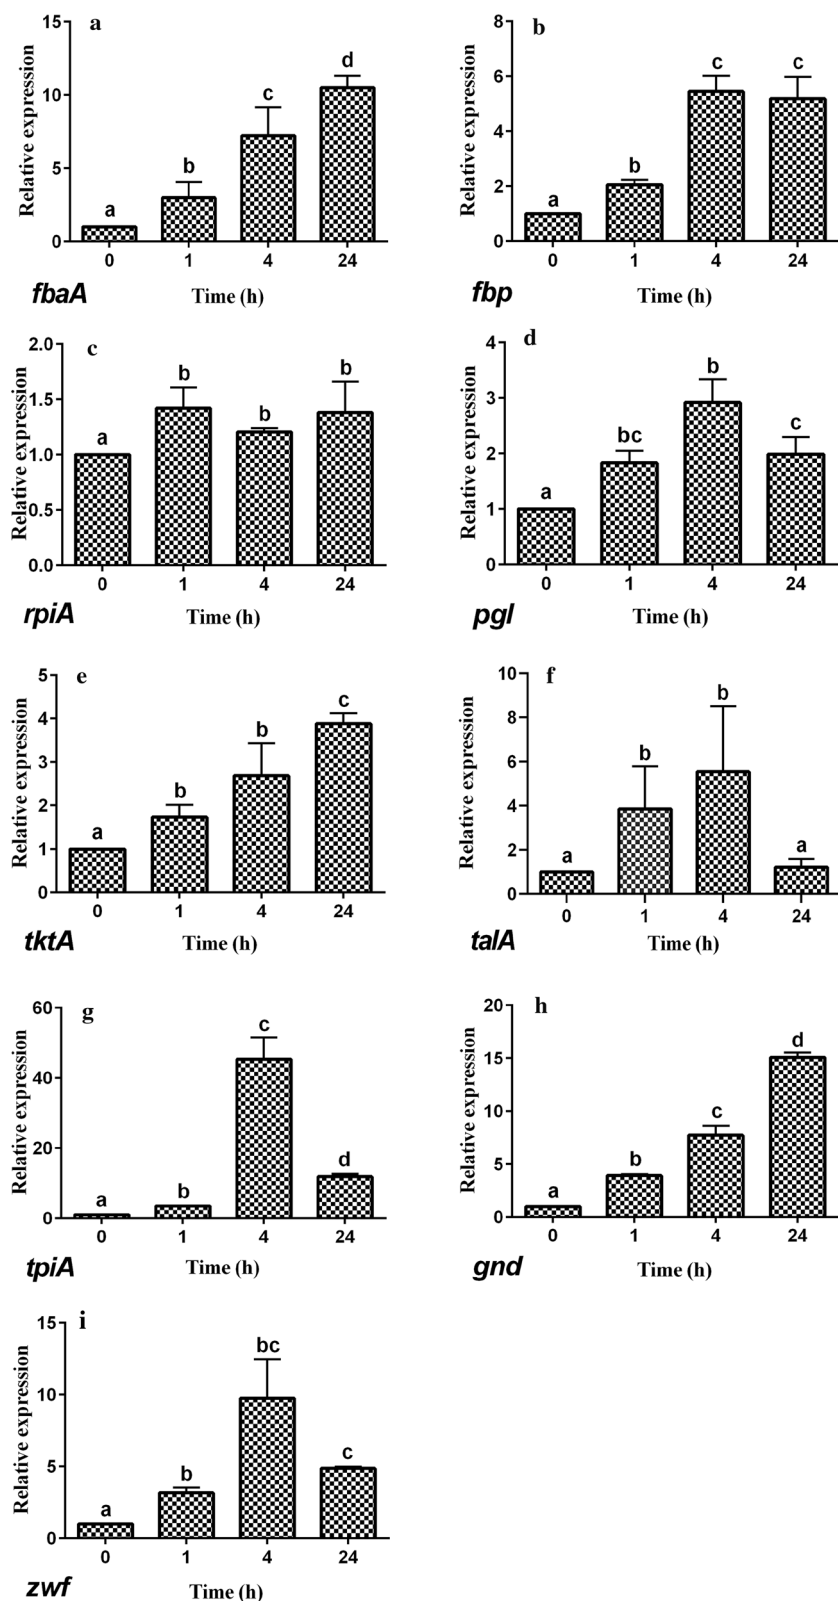 a
Relative expression
15
10
5
0
a
b
c
d
0 1 4 24
fbaA Time (h)
b
Relative expression
8
6
4
2
0
a
b
c
c
0 1 4 24
fbp Time (h)
c
Relative expression
2.0
1.5
1.0
0.5
0.0
a
b
b
b
0 1 4 24
rpiA Time (h)
d
Relative expression
4
3
2
1
0
a
bc
b
c
0 1 4 24
pgl Time (h)
e
Relative expression
5
4
3
2
1
0
a
b
b
c
0 1 4 24
tktA Time (h)
f
Relative expression
10
8
6
4
2
0
a
b
b
a
0 1 4 24
talA Time (h)
g
Relative expression
60
40
20
0
a
b
c
d
0 1 4 24
tpiA Time (h)
h
Relative expression
20
15
10
5
0
a
b
c
d
0 1 4 24
gnd Time (h)
i
Relative expression
15
10
5
0
a
b
bc
c
0 1 4 24
zwf Time (h)